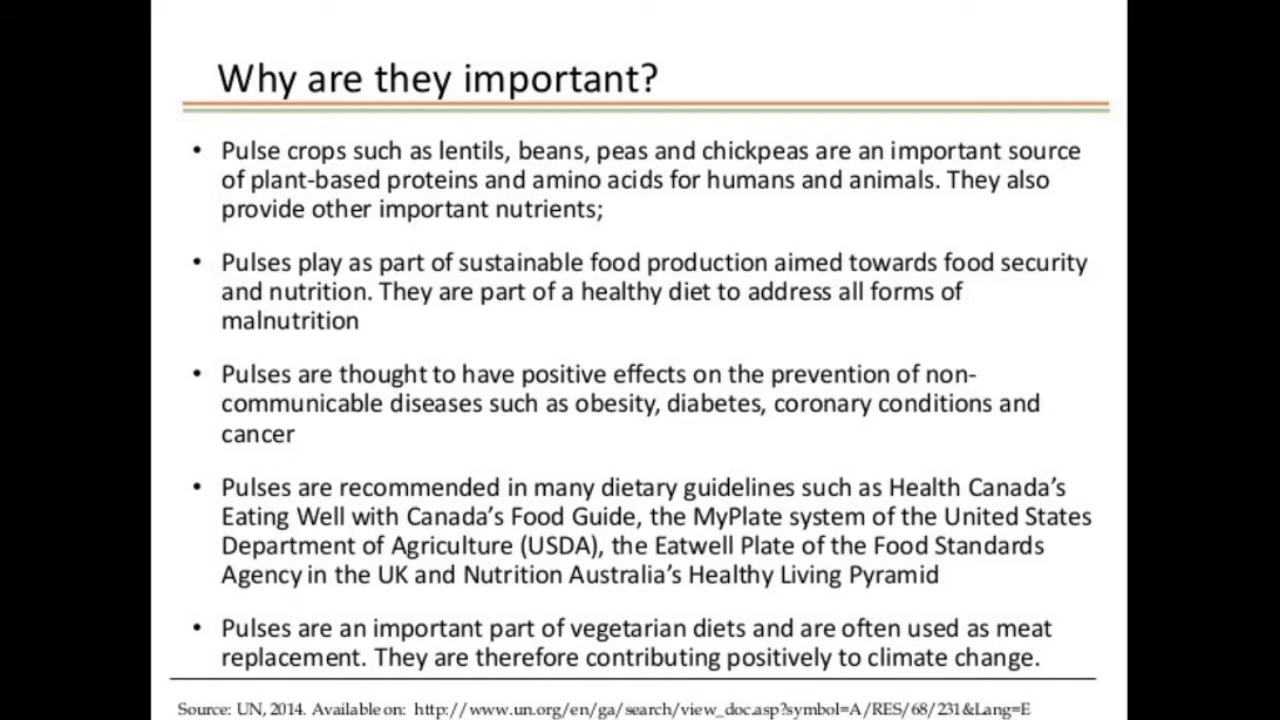 Why are they important?
• Pulse crops such as lentils, beans, peas and chickpeas are an important source
of plant-based proteins and amino acids for humans and animals. They also
provide other important nutrients;
• Pulses play as part of sustainable food production aimed towards food security
and nutrition. They are part of a healthy diet to address all forms of
malnutrition
• Pulses are thought to have positive effects on the prevention of non-
communicable diseases such as obesity, diabetes, coronary conditions and
cancer
• Pulses are recommended in many dietary guidelines such as Health Canada’s
Eating Well with Canada’s Food Guide, the MyPlate system of the United States
Department of Agriculture (USDA), the Eatwell Plate of the Food Standards
Agency in the UK and Nutrition Australia’s Healthy Living Pyramid
• Pulses are an important part of vegetarian diets and are often used as meat
replacement. They are therefore contributing positively to climate change.
Source: UN, 2014. Available on: http://www.un.org/en/ga/search/view_doc.asp?symbol=A/RES/68/231&Lang=E